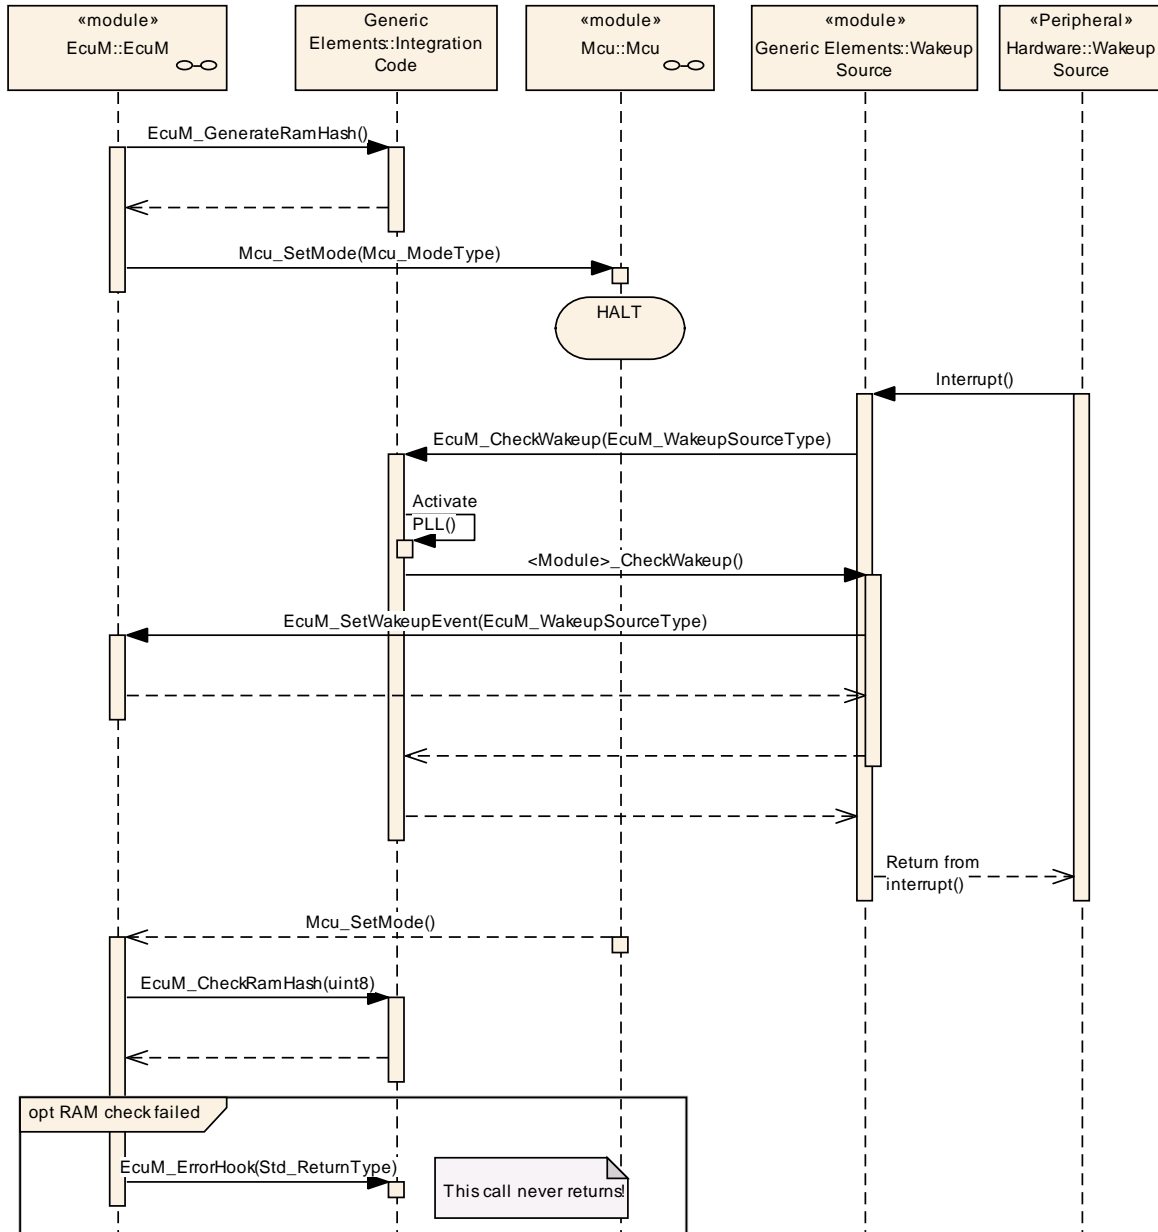 «module»
EcuM::EcuM
Generic
Elements::Integration
Code
«module»
Mcu::Mcu
«module»
Generic Elements::Wakeup
Source
«Peripheral»
Hardware::Wakeup
Source
EcuM_GenerateRamHash()
Mcu_SetMode(Mcu_ModeType)
HALT
Interrupt()
EcuM_CheckWakeup(EcuM_WakeupSourceType)
Activate
PLL()
<Module>_CheckWakeup()
EcuM_SetWakeupEvent(EcuM_WakeupSourceType)
Return from
interrupt()
Mcu_SetMode()
EcuM_CheckRamHash(uint8)
opt RAM check failed
EcuM_ErrorHook(Std_ReturnType)
This call never returns!